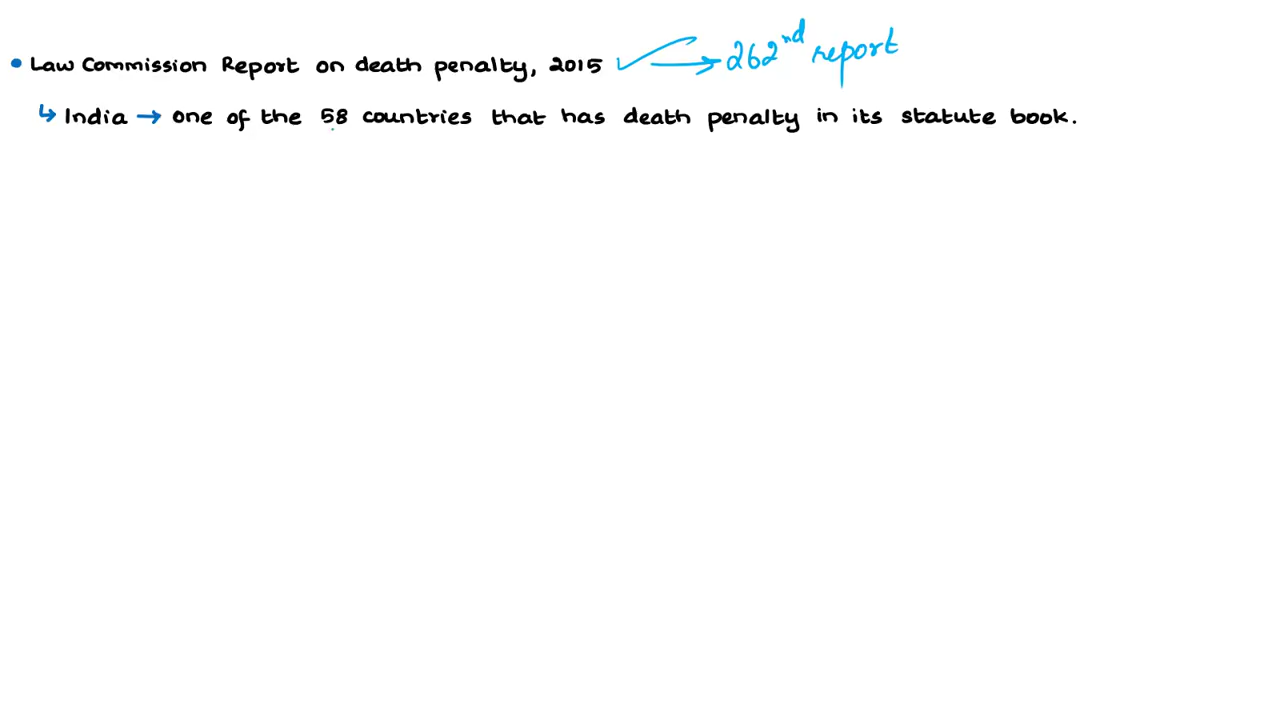 • Law Commission Report on death penalty, 2015 ✓→ 262nd report
↳ India → one of the 58 countries that has death penalty in its statute book.